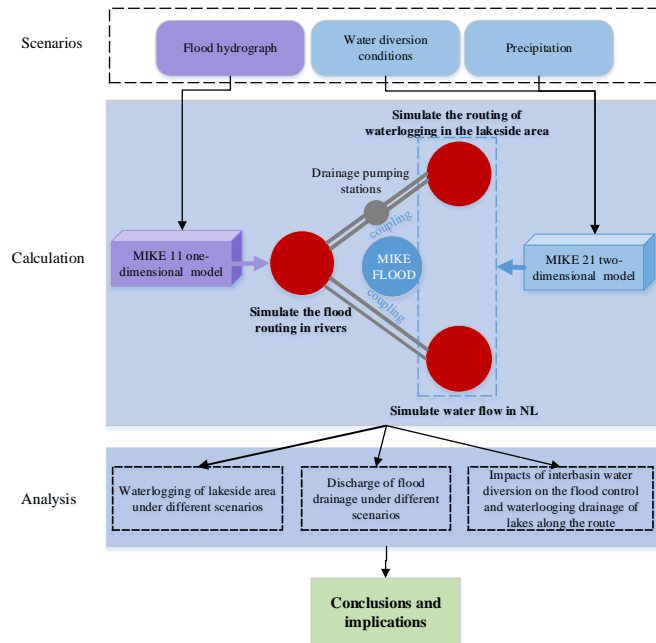 Scenarios
Flood hydrograph
Water diversion
conditions
Precipitation
Calculation
Simulate the routing of
waterlogging in the lakeside area
Drainage pumping
stations
coupling
MIKE
FLOOD
coupling
MIKE 11 one-
dimensional model
MIKE 21 two-
dimensional model
Simulate the flood
routing in rivers
Simulate water flow in NL
Analysis
Waterlogging of lakeside area
under different scenarios
Discharge of flood
drainage under different
scenarios
Impacts of interbasin water
diversion on the flood control
and waterlooging drainage of
lakes along the route
Conclusions and
implications